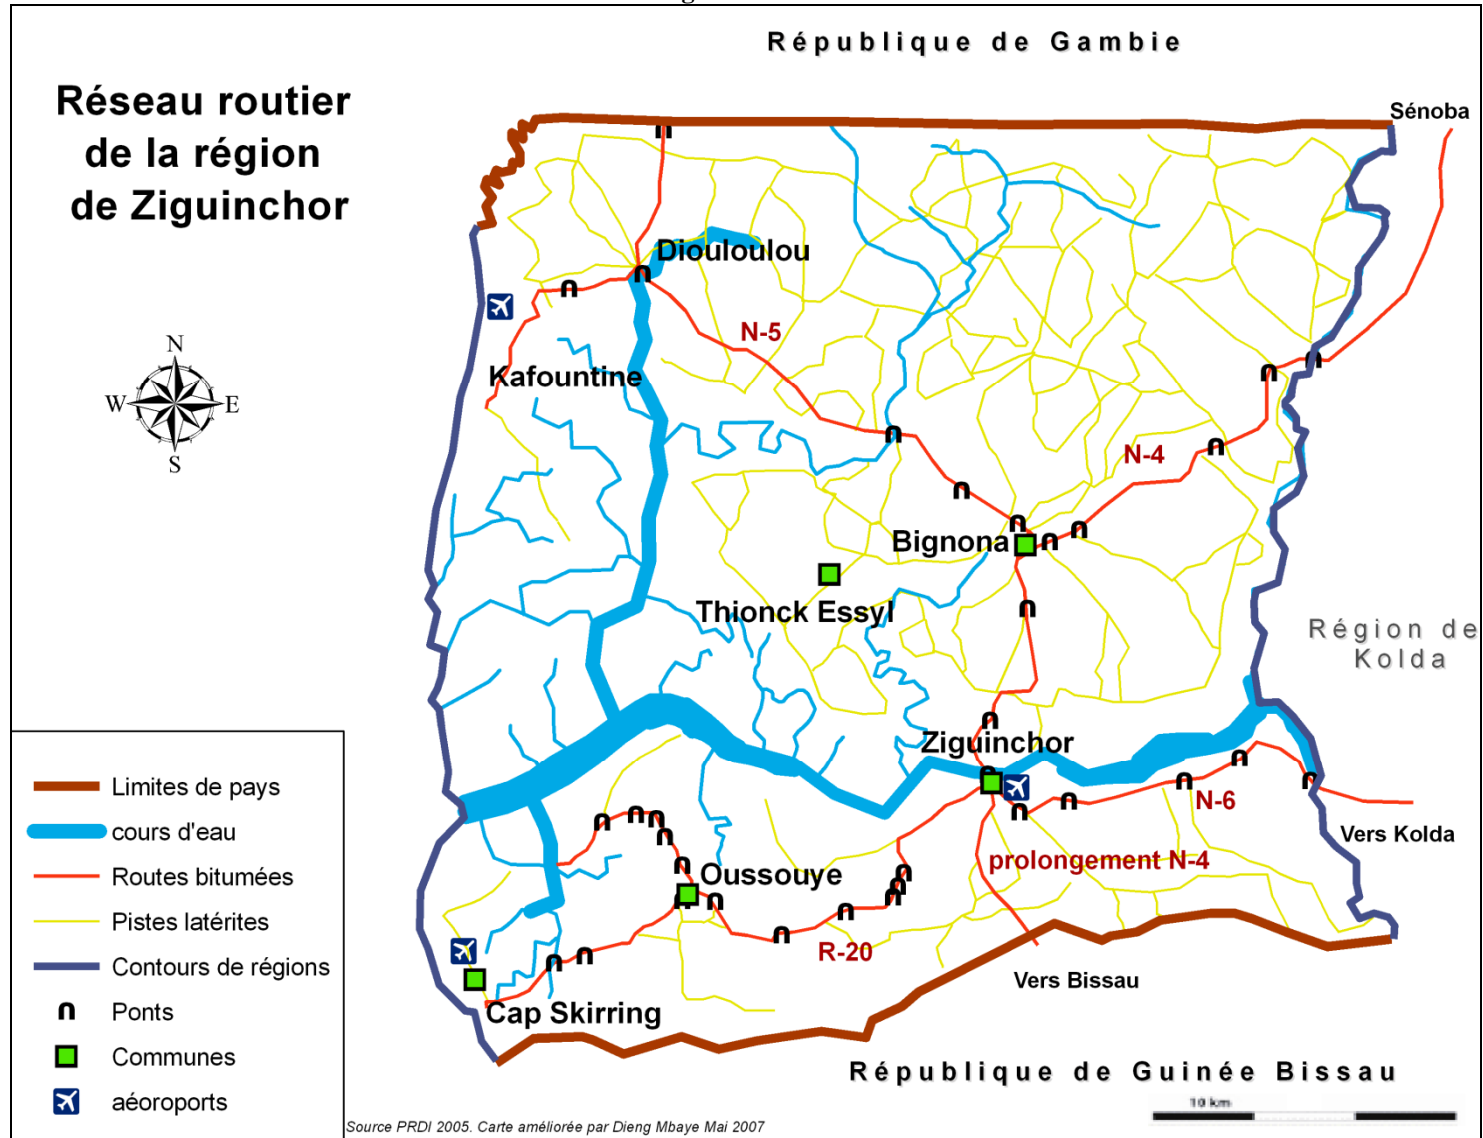 République de Gambie
Réseau routier
de la région
de Ziguinchor
Sénoba
Diouloulou
N-5
Kafountine
N
W
E
S
N-4
Bignona
Thionck Essyl
Région de
Kolda
Ziguinchor
N-6
Vers Kolda
prolongement N-4
Oussouye
R-20
Vers Bissau
Cap Skirring
Limites de pays
cours d'eau
Routes bitumées
Pistes latérites
Contours de régions
Ponts
Communes
aéoroports
République de Guinée Bissau
10 km
Source PRDI 2005. Carte améliorée par Dieng Mbaye Mai 2007